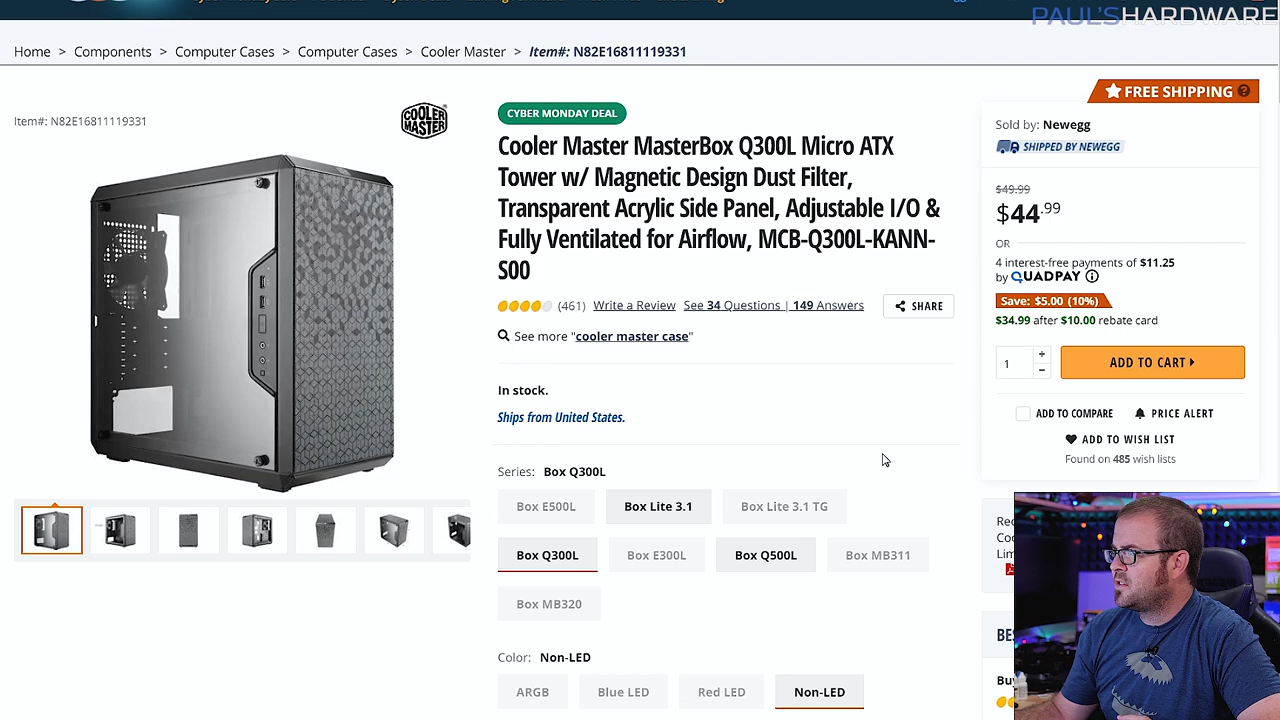 PAUL'SHARDWARE
Home > Components > Computer Cases > Computer Cases > Cooler Master > Item#: N82E16811119331
FREE SHIPPING
Item#: N82E16811119331
COOLER
MASTER
CYBER MONDAY DEAL
Cooler Master MasterBox Q300L Micro ATX
Tower w/ Magnetic Design Dust Filter,
Transparent Acrylic Side Panel, Adjustable I/O &
Fully Ventilated for Airflow, MCB-Q300L-KANN-
S00
(461) Write a Review See 34 Questions | 149 Answers
SHARE
See more "cooler master case"
In stock.
Ships from United States.
Series: Box Q300L
Box E500L Box Lite 3.1 Box Lite 3.1 TG
Box Q300L Box E300L Box Q500L Box MB311
Box MB320
Color: Non-LED
ARGB Blue LED Red LED Non-LED
Sold by: Newegg
SHIPPED BY NEWEGG
$49.99
$44.99
OR
4 interest-free payments of $11.25
by QUADPAY
Save: $5.00 (10%)
$34.99 after $10.00 rebate card
1 + −
ADD TO CART
ADD TO COMPARE PRICE ALERT
ADD TO WISH LIST
Found on 485 wish lists